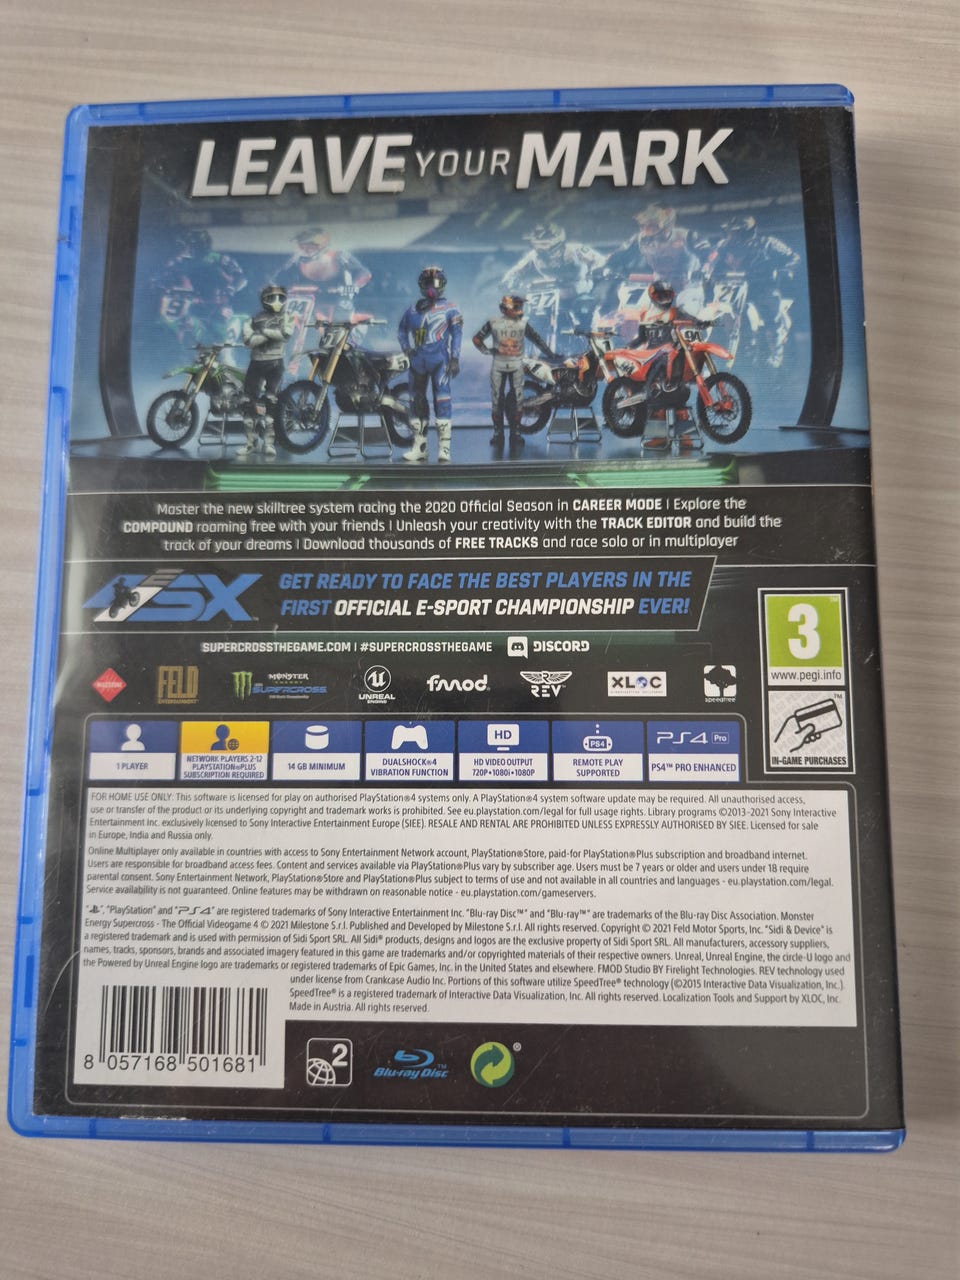 LEAVE YOUR MARK
Master the new skilltree system racing the 2020 Official Season in CAREER MODE | Explore the
COMPOUND roaming free with your friends | Unleash your creativity with the TRACK EDITOR and build the
track of your dreams | Download thousands of FREE TRACKS and race solo or in multiplayer
ESX
GET READY TO FACE THE BEST PLAYERS IN THE
FIRST OFFICIAL E-SPORT CHAMPIONSHIP EVER!
SUPERCROSSTHEGAME.COM | #SUPERCROSSTHEGAME DISCORD
3
www.pegi.info
IN-GAME PURCHASES
MILESTONE
FELD
ENTERTAINMENT
MONSTER
ENERGY
SUPERCROSS
UNREAL
ENGINE
fmod
REV
XLOC
speedtree
1 PLAYER
NETWORK PLAYERS 2-12
PLAYSTATION®PLUS
SUBSCRIPTION REQUIRED
14 GB MINIMUM
DUALSHOCK®4
VIBRATION FUNCTION
HD
HD VIDEO OUTPUT
720P•1080i•1080P
PS4
REMOTE PLAY
SUPPORTED
PS4 Pro
PS4™ PRO ENHANCED
FOR HOME USE ONLY: This software is licensed for play on authorised PlayStation®4 systems only. A PlayStation®4 system software update may be required. All unauthorised access,
use or transfer of the product or its underlying copyright and trademark works is prohibited. See eu.playstation.com/legal for full usage rights. Library programs ©2013-2021 Sony Interactive
Entertainment Inc. exclusively licensed to Sony Interactive Entertainment Europe (SIEE). RESALE AND RENTAL ARE PROHIBITED UNLESS EXPRESSLY AUTHORISED BY SIEE. Licensed for sale
in Europe, India and Russia only.
Online Multiplayer only available in countries with access to Sony Entertainment Network account, PlayStation®Store, paid-for PlayStation®Plus subscription and broadband internet.
Users are responsible for broadband access fees. Content and services available via PlayStation®Plus vary by subscriber age. Users must be 7 years or older and users under 18 require
parental consent. Sony Entertainment Network, PlayStation®Store and PlayStation®Plus subject to terms of use and not available in all countries and languages - eu.playstation.com/legal.
Service availability is not guaranteed. Online features may be withdrawn on reasonable notice - eu.playstation.com/gameservers.
"PS", "PlayStation" and "PS4" are registered trademarks of Sony Interactive Entertainment Inc. "Blu-ray Disc™" and "Blu-ray™" are trademarks of the Blu-ray Disc Association. Monster
Energy Supercross - The Official Videogame 4 © 2021 Milestone S.r.l. Published and Developed by Milestone S.r.l. All rights reserved. Copyright © 2021 Feld Motor Sports, Inc. "Sidi & Device" is
a registered trademark and is used with permission of Sidi Sport SRL. All Sidi® products, designs and logos are the exclusive property of Sidi Sport SRL. All manufacturers, accessory suppliers,
names, tracks, sponsors, brands and associated imagery featured in this game are trademarks and/or copyrighted materials of their respective owners. Unreal, Unreal Engine, the circle-U logo and
the Powered by Unreal Engine logo are trademarks or registered trademarks of Epic Games, Inc. in the United States and elsewhere. FMOD Studio BY Firelight Technologies. REV technology used
under license from Crankcase Audio Inc. Portions of this software utilize SpeedTree® technology (©2015 Interactive Data Visualization, Inc.).
SpeedTree® is a registered trademark of Interactive Data Visualization, Inc. All rights reserved. Localization Tools and Support by XLOC, Inc.
Made in Austria. All rights reserved.
8 057168 501681
2
Blu-ray Disc
®